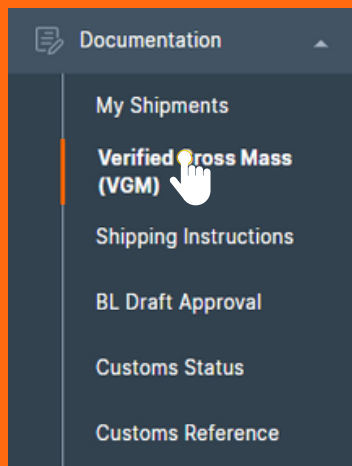 Documentation
My Shipments
Verified Gross Mass
(VGM)
Shipping Instructions
BL Draft Approval
Customs Status
Customs Reference